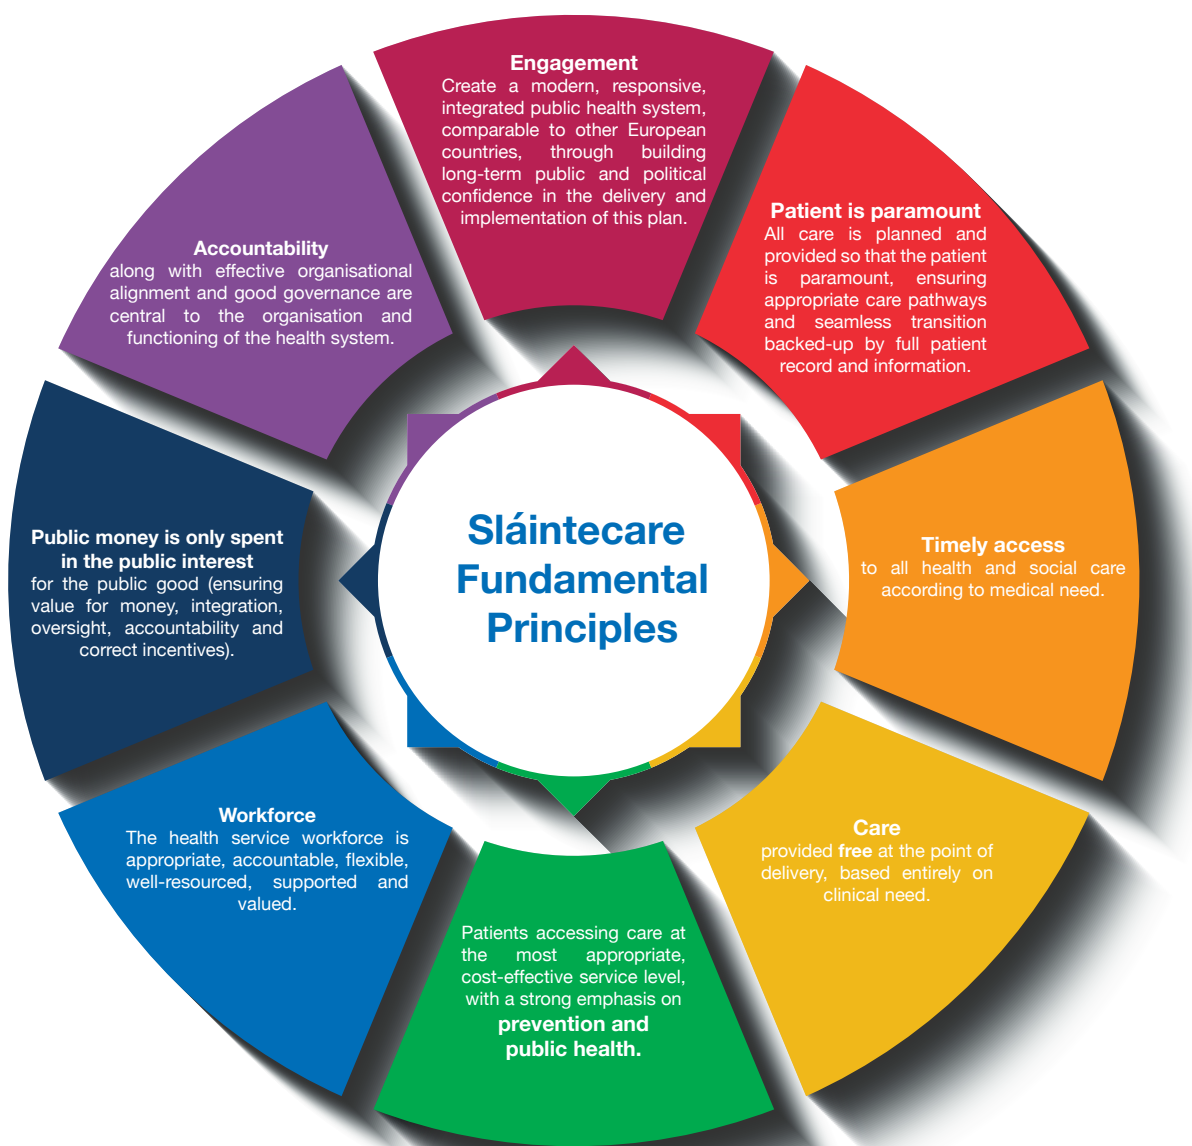 Engagement
Create a modern, responsive,
integrated public health system,
comparable to other European
countries, through building
long-term public and political
confidence in the delivery and
implementation of this plan.
Patient is paramount
All care is planned and
provided so that the patient
is paramount, ensuring
appropriate care pathways
and seamless transition
backed-up by full patient
record and information.
Timely access
to all health and social care
according to medical need.
Care
provided free at the point of
delivery, based entirely on
clinical need.
Patients accessing care at
the most appropriate,
cost-effective service level,
with a strong emphasis on
prevention and
public health.
Workforce
The health service workforce is
appropriate, accountable, flexible,
well-resourced, supported and
valued.
Public money is only spent
in the public interest
for the public good (ensuring
value for money, integration,
oversight, accountability and
correct incentives).
Accountability
along with effective organisational
alignment and good governance are
central to the organisation and
functioning of the health system.
Sláintecare
Fundamental
Principles